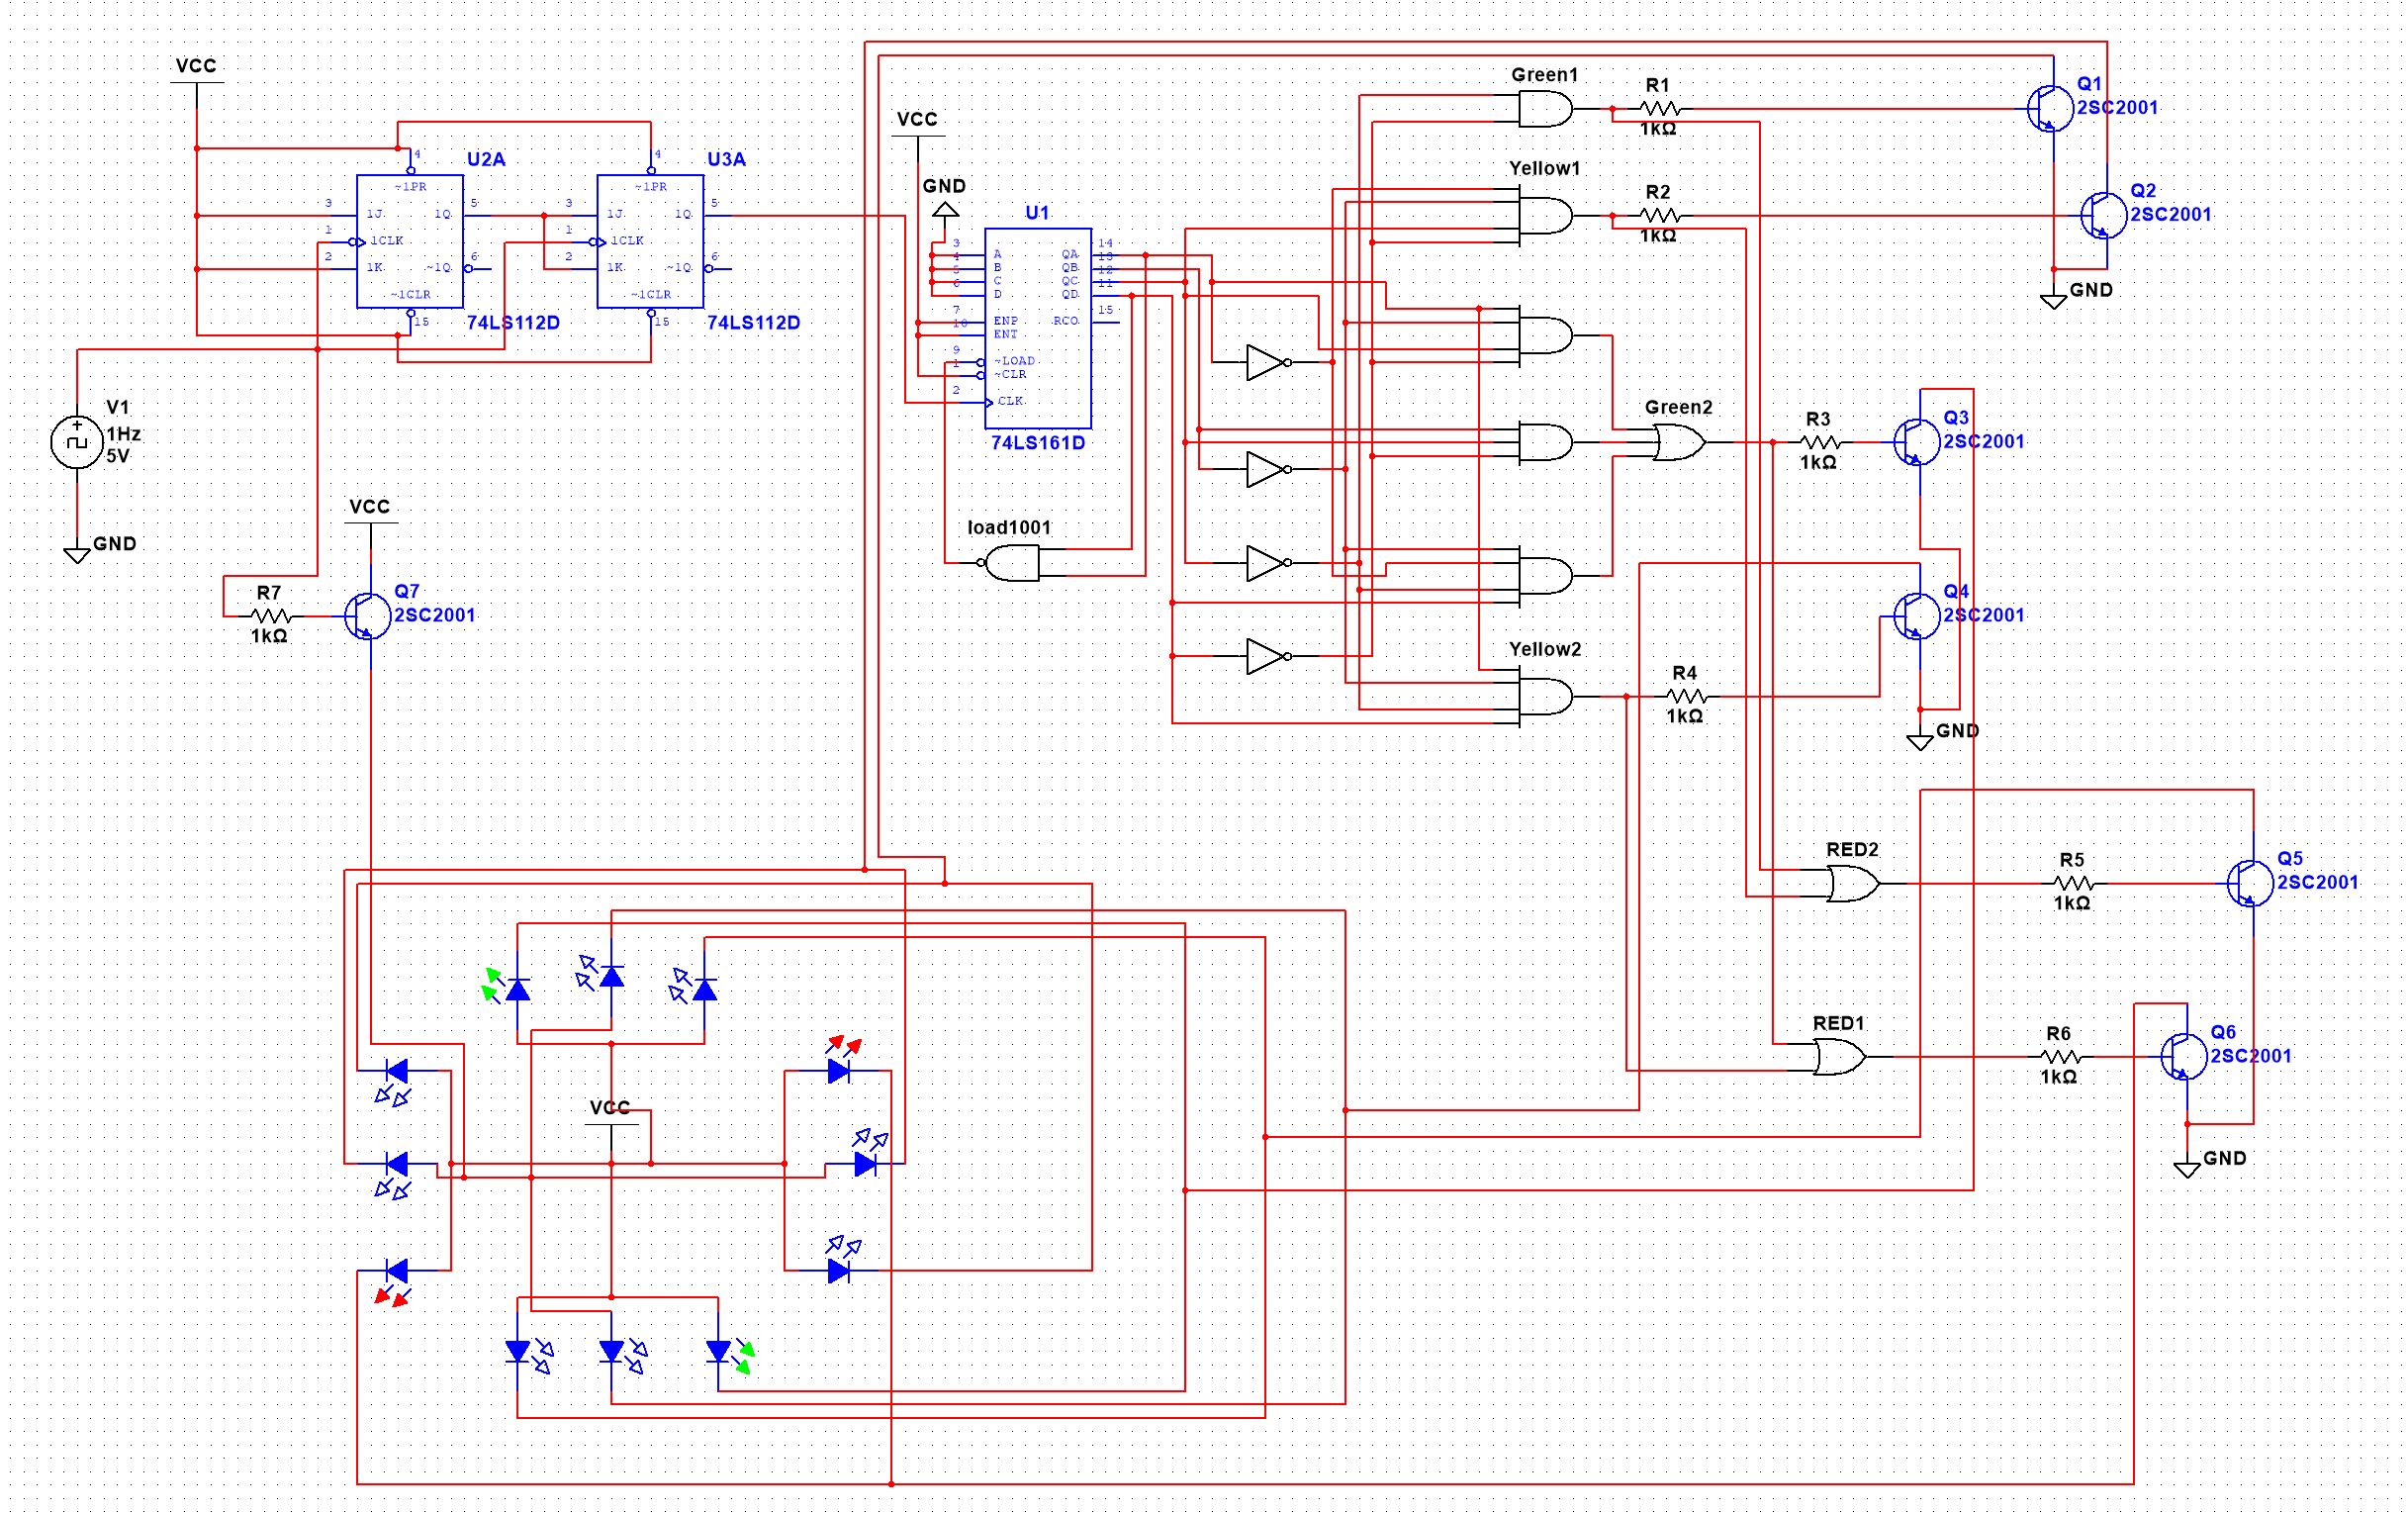 VCC
U2A
4
~1PR
3
1J
1Q
5
1
1CLK
2
1K
~1Q
6
~1CLR
15
74LS112D
U3A
4
~1PR
3
1J
1Q
5
1
1CLK
2
1K
~1Q
6
~1CLR
15
74LS112D
V1
1Hz
5V
GND
VCC
R7
1kΩ
Q7
2SC2001
VCC
GND
U1
3
A
QA
14
4
B
QB
13
5
C
QC
12
6
D
QD
11
7
ENP
RCO
15
10
ENT
9
~LOAD
1
~CLR
2
CLK
74LS161D
load1001
Green1
R1
1kΩ
Q1
2SC2001
Yellow1
R2
1kΩ
Q2
2SC2001
GND
Green2
R3
1kΩ
Q3
2SC2001
Q4
2SC2001
Yellow2
R4
1kΩ
GND
RED2
R5
1kΩ
Q5
2SC2001
RED1
R6
1kΩ
Q6
2SC2001
GND
VCC